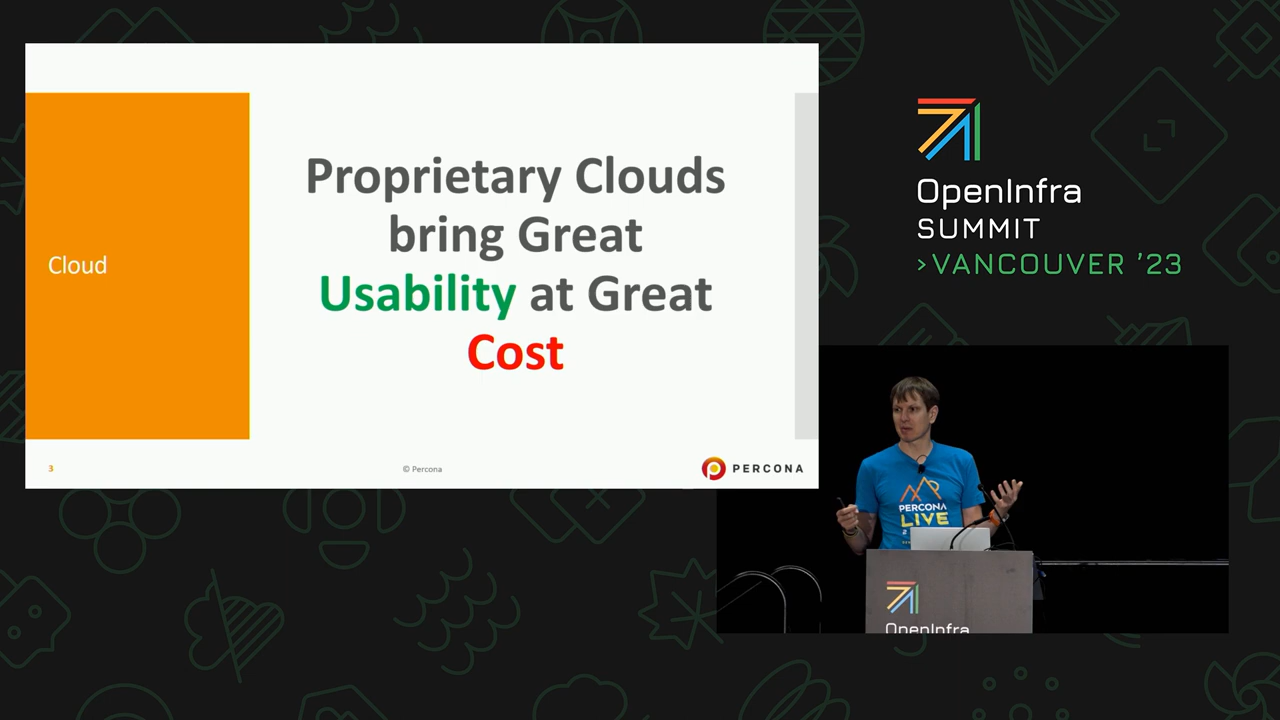 Cloud
Proprietary Clouds
bring Great
Usability at Great
Cost
3
© Percona
PERCONA
OpenInfra
SUMMIT
>VANCOUVER ’23
PERCONA
LIVE
OpenInfra